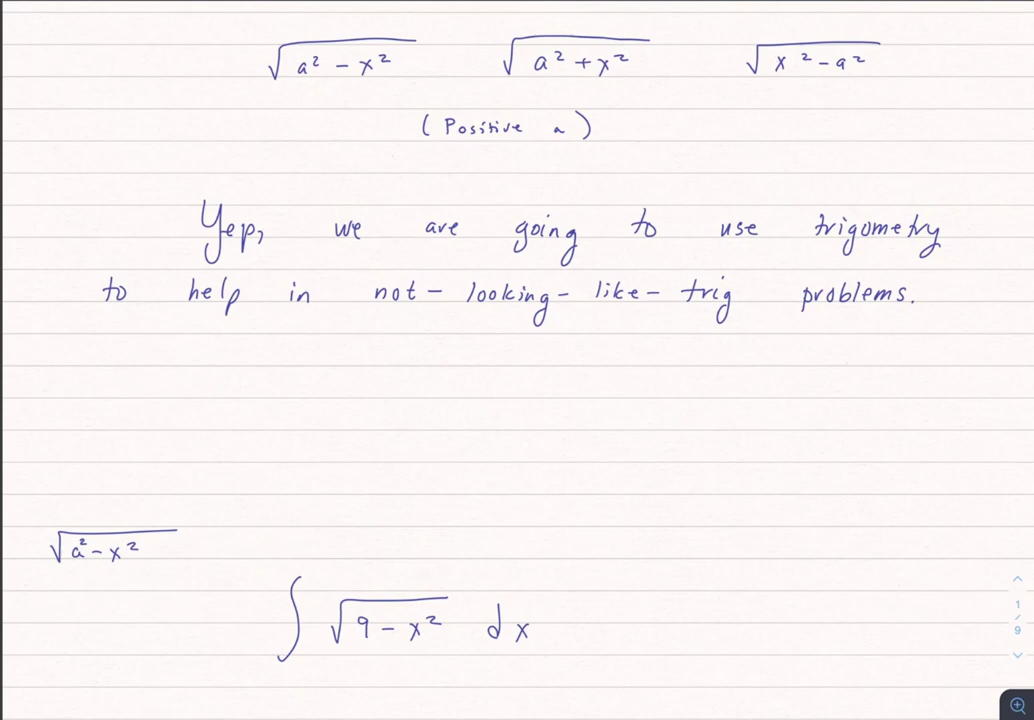 √(a² - x²) √(a² + x²) √(x² - a²)
(Positive a)
Yep, we are going to use trigometry
to help in not-looking-like-trig problems.
√(a² - x²)
∫ √(9 - x²) dx
1
/
9